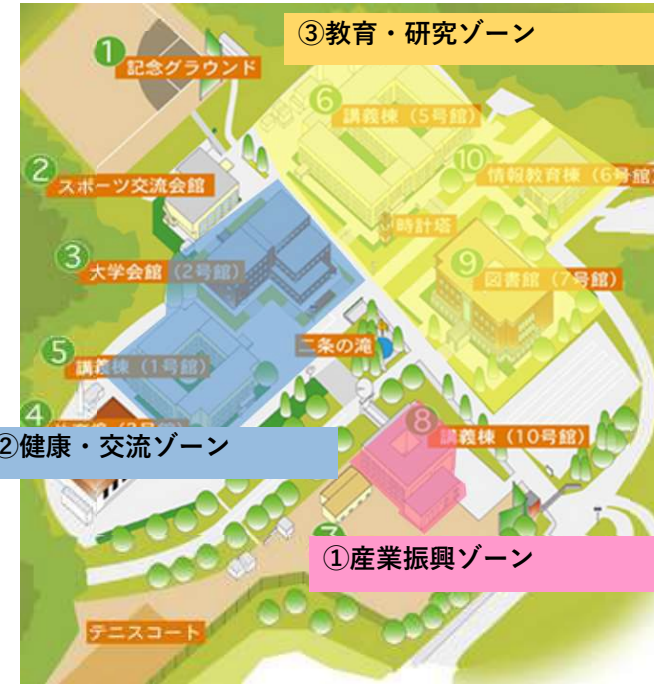 ③教育・研究ゾーン
1
記念グラウンド
6
講義棟（5号館）
10
情報教育棟（6号館）
2
スポーツ交流会館
時計塔
3
大学会館（2号館）
9
図書館（7号館）
二条の滝
5
講義棟（1号館）
4
8
講義棟（10号館）
②健康・交流ゾーン
7
①産業振興ゾーン
テニスコート